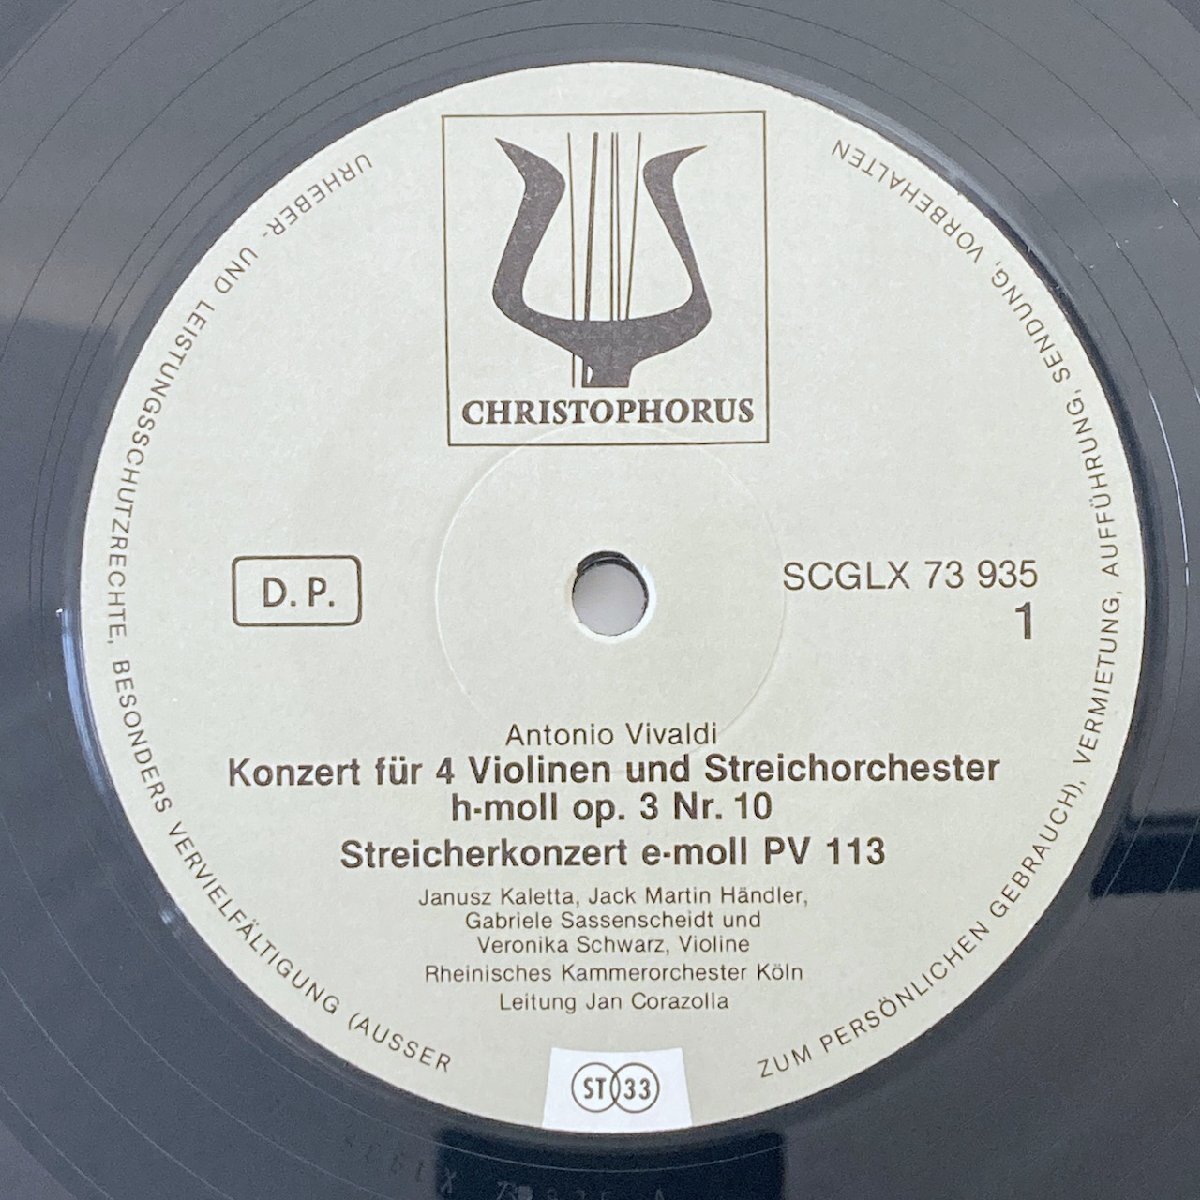 CHRISTOPHORUS
D. P.
SCGLX 73 935
1
Antonio Vivaldi
Konzert für 4 Violinen und Streichorchester
h-moll op. 3 Nr. 10
Streicherkonzert e-moll PV 113
Janusz Kaletta, Jack Martin Händler,
Gabriele Sassenscheidt und
Veronika Schwarz, Violine
Rheinisches Kammerorchester Köln
Leitung Jan Corazolla
ST 33
URHEBER- UND LEISTUNGSSCHUTZRECHTE, BESONDERS VERVIELFÄLTIGUNG (AUSSER
ZUM PERSÖNLICHEN GEBRAUCH), VERMIETUNG, AUFFÜHRUNG, SENDUNG, VORBEHALTEN